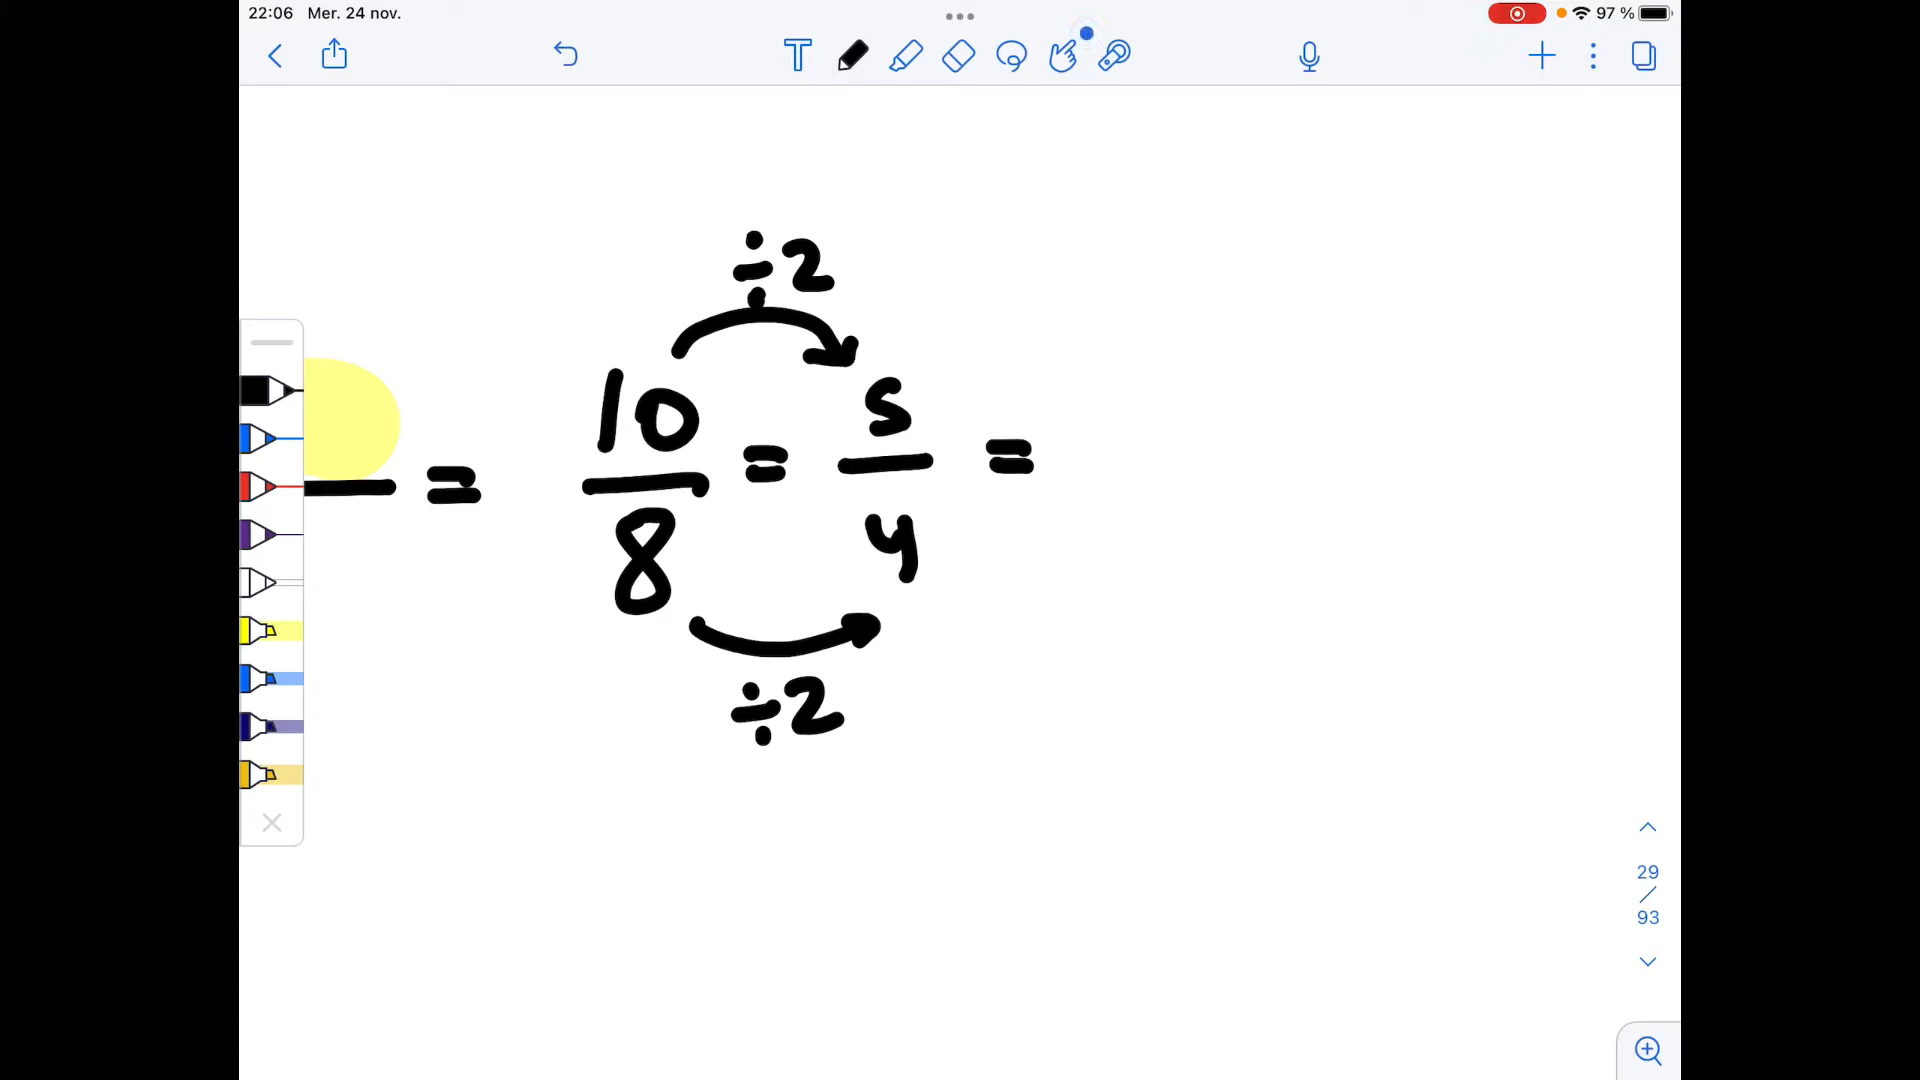 22:06 Mer. 24 nov.
97 %
T
÷2
10/8 = 5/4 =
=
÷2
29
/
93